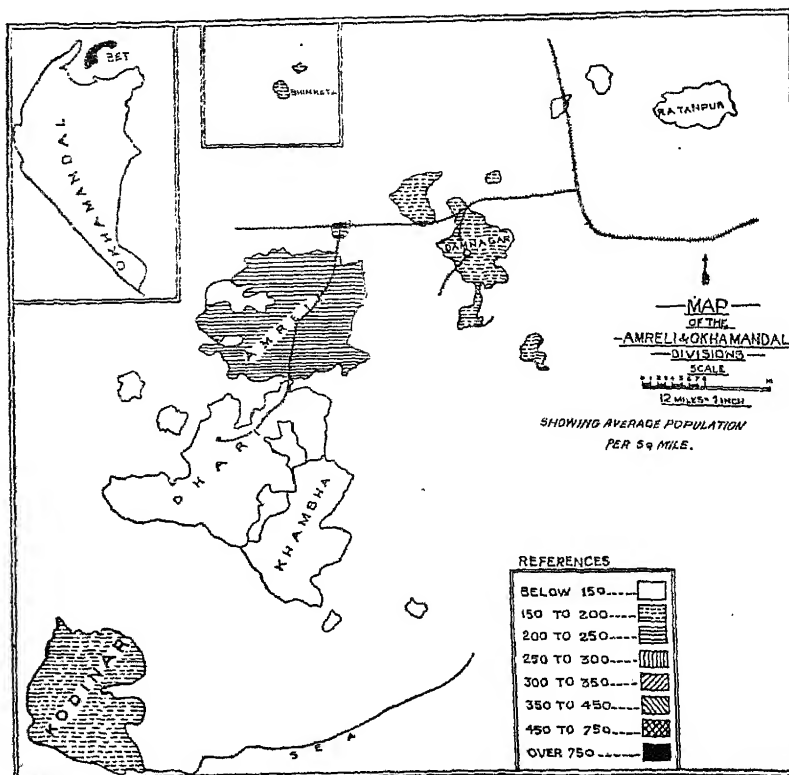 BET
OKHAMANDAL
BHIMKATA
RATANPUR
DAMNAGAR
AMRELI
MAP
OF THE
AMRELI & OKHAMANDAL
DIVISIONS
SCALE
12 MILES = 1 INCH
SHOWING AVERAGE POPULATION
PER SQ MILE.
DHARI
KHAMBHA
KODINAR
SEA
REFERENCES
BELOW 150
150 TO 200
200 TO 250
250 TO 300
300 TO 350
350 TO 450
450 TO 750
OVER 750